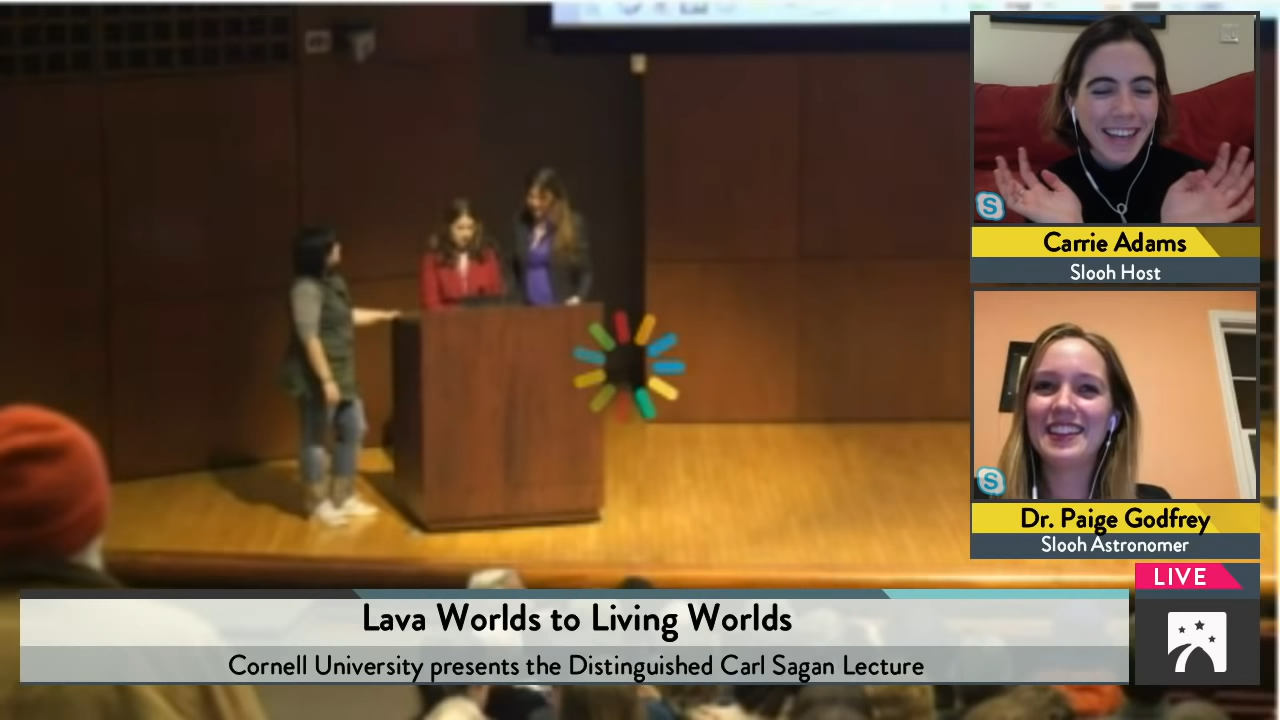 Carrie Adams
Slooh Host
Dr. Paige Godfrey
Slooh Astronomer
LIVE
Lava Worlds to Living Worlds
Cornell University presents the Distinguished Carl Sagan Lecture